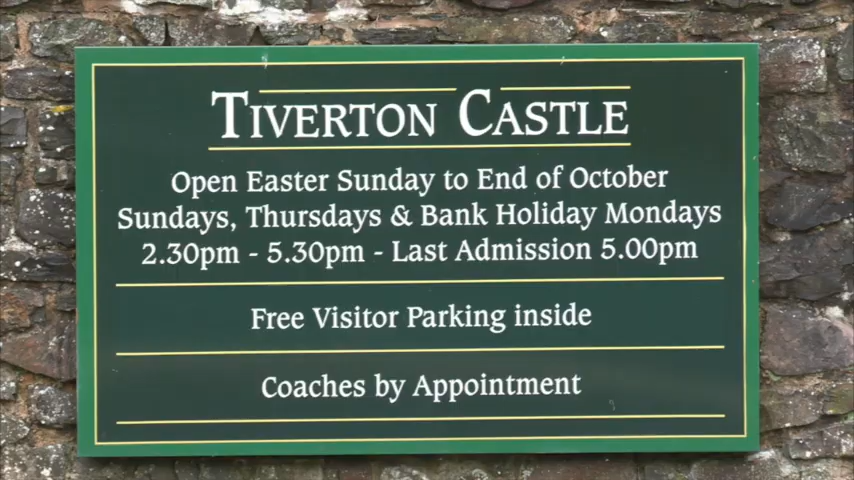 TIVERTON CASTLE
Open Easter Sunday to End of October
Sundays, Thursdays & Bank Holiday Mondays
2.30pm - 5.30pm - Last Admission 5.00pm
Free Visitor Parking inside
Coaches by Appointment